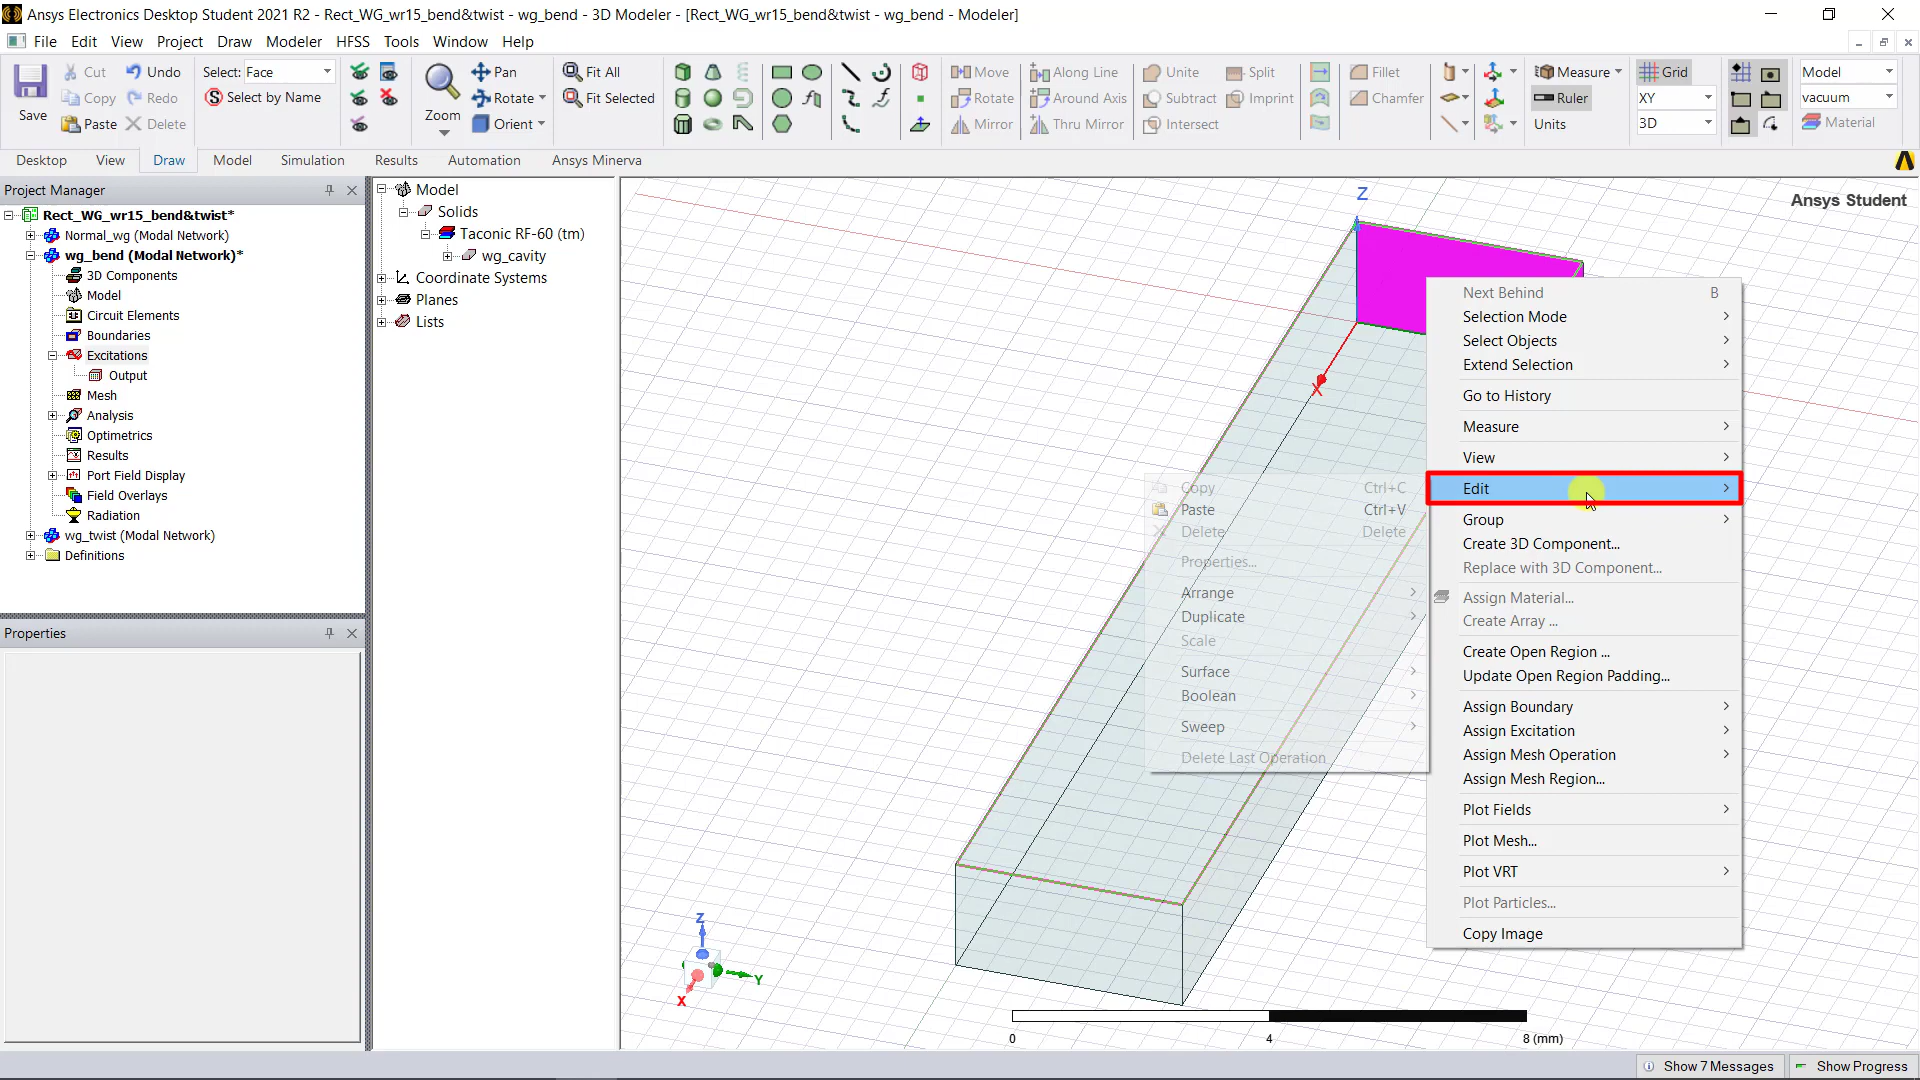 Ansys Electronics Desktop Student 2021 R2 - Rect_WG_wr15_bend&twist - wg_bend - 3D Modeler - [Rect_WG_wr15_bend&twist - wg_bend - Modeler]
File Edit View Project Draw Modeler HFSS Tools Window Help
Save
Cut
Copy
Paste
Undo
Redo
Delete
Select: Face
Select by Name
Zoom
Pan
Rotate
Orient
Fit All
Fit Selected
Move
Rotate
Mirror
Along Line
Around Axis
Thru Mirror
Unite
Subtract
Intersect
Split
Imprint
Fillet
Chamfer
Measure
Ruler
Units
Grid
XY
3D
Model
vacuum
Material
Desktop View Draw Model Simulation Results Automation Ansys Minerva
Project Manager
Rect_WG_wr15_bend&twist*
Normal_wg (Modal Network)
wg_bend (Modal Network)*
3D Components
Model
Circuit Elements
Boundaries
Excitations
Output
Mesh
Analysis
Optimetrics
Results
Port Field Display
Field Overlays
Radiation
wg_twist (Modal Network)
Definitions
Properties
Model
Solids
Taconic RF-60 (tm)
wg_cavity
Coordinate Systems
Planes
Lists
Ansys Student
Z
X
Copy Ctrl+C
Paste Ctrl+V
Delete Delete
Properties...
Arrange
Duplicate
Scale
Surface
Boolean
Sweep
Delete Last Operation
Next Behind B
Selection Mode
Select Objects
Extend Selection
Go to History
Measure
View
Edit
Group
Create 3D Component...
Replace with 3D Component...
Assign Material...
Create Array ...
Create Open Region ...
Update Open Region Padding...
Assign Boundary
Assign Excitation
Assign Mesh Operation
Assign Mesh Region...
Plot Fields
Plot Mesh...
Plot VRT
Plot Particles...
Copy Image
Z
Y
X
0 4 8 (mm)
Show 7 Messages Show Progress